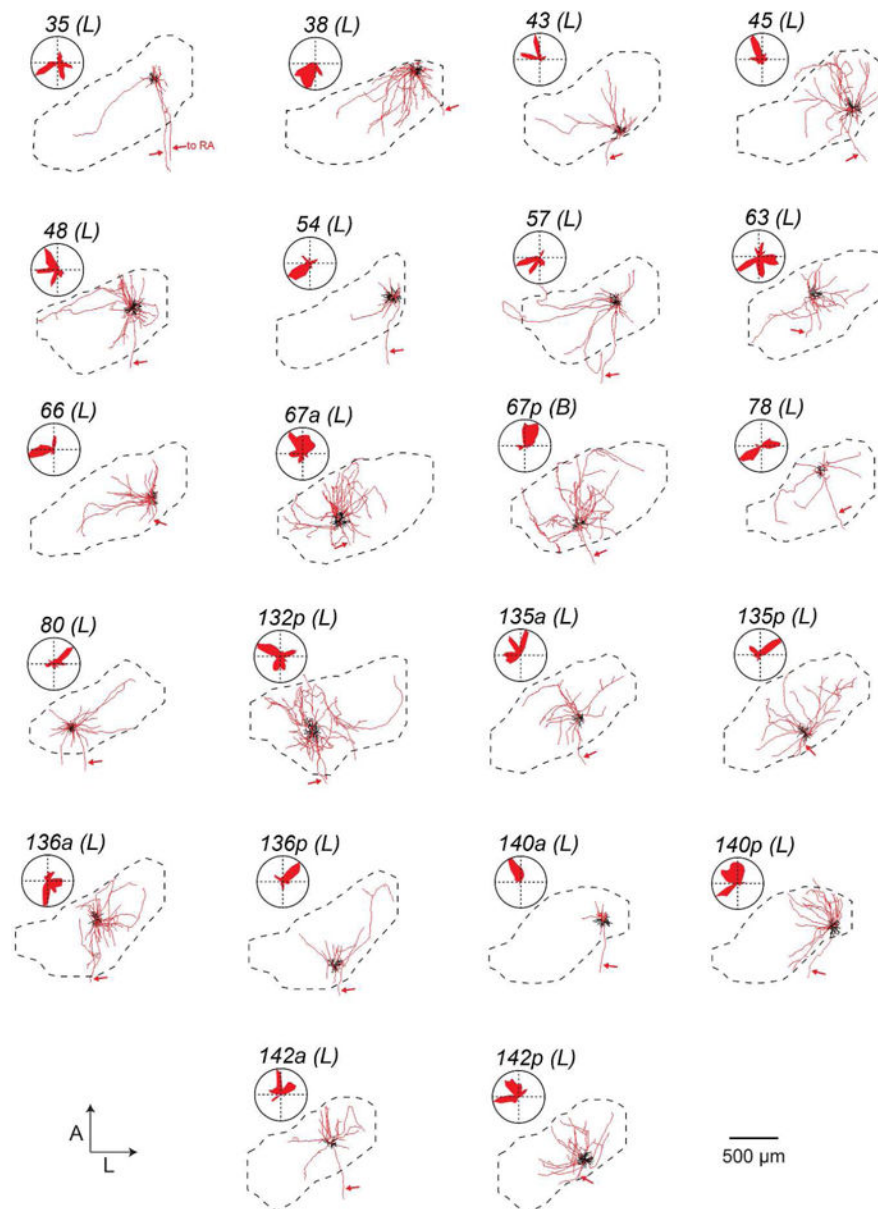 35 (L) 38 (L) 43 (L) 45 (L)
to RA
48 (L) 54 (L) 57 (L) 63 (L)
66 (L) 67a (L) 67p (B) 78 (L)
80 (L) 132p (L) 135a (L) 135p (L)
136a (L) 136p (L) 140a (L) 140p (L)
142a (L) 142p (L)
A
L
500 µm